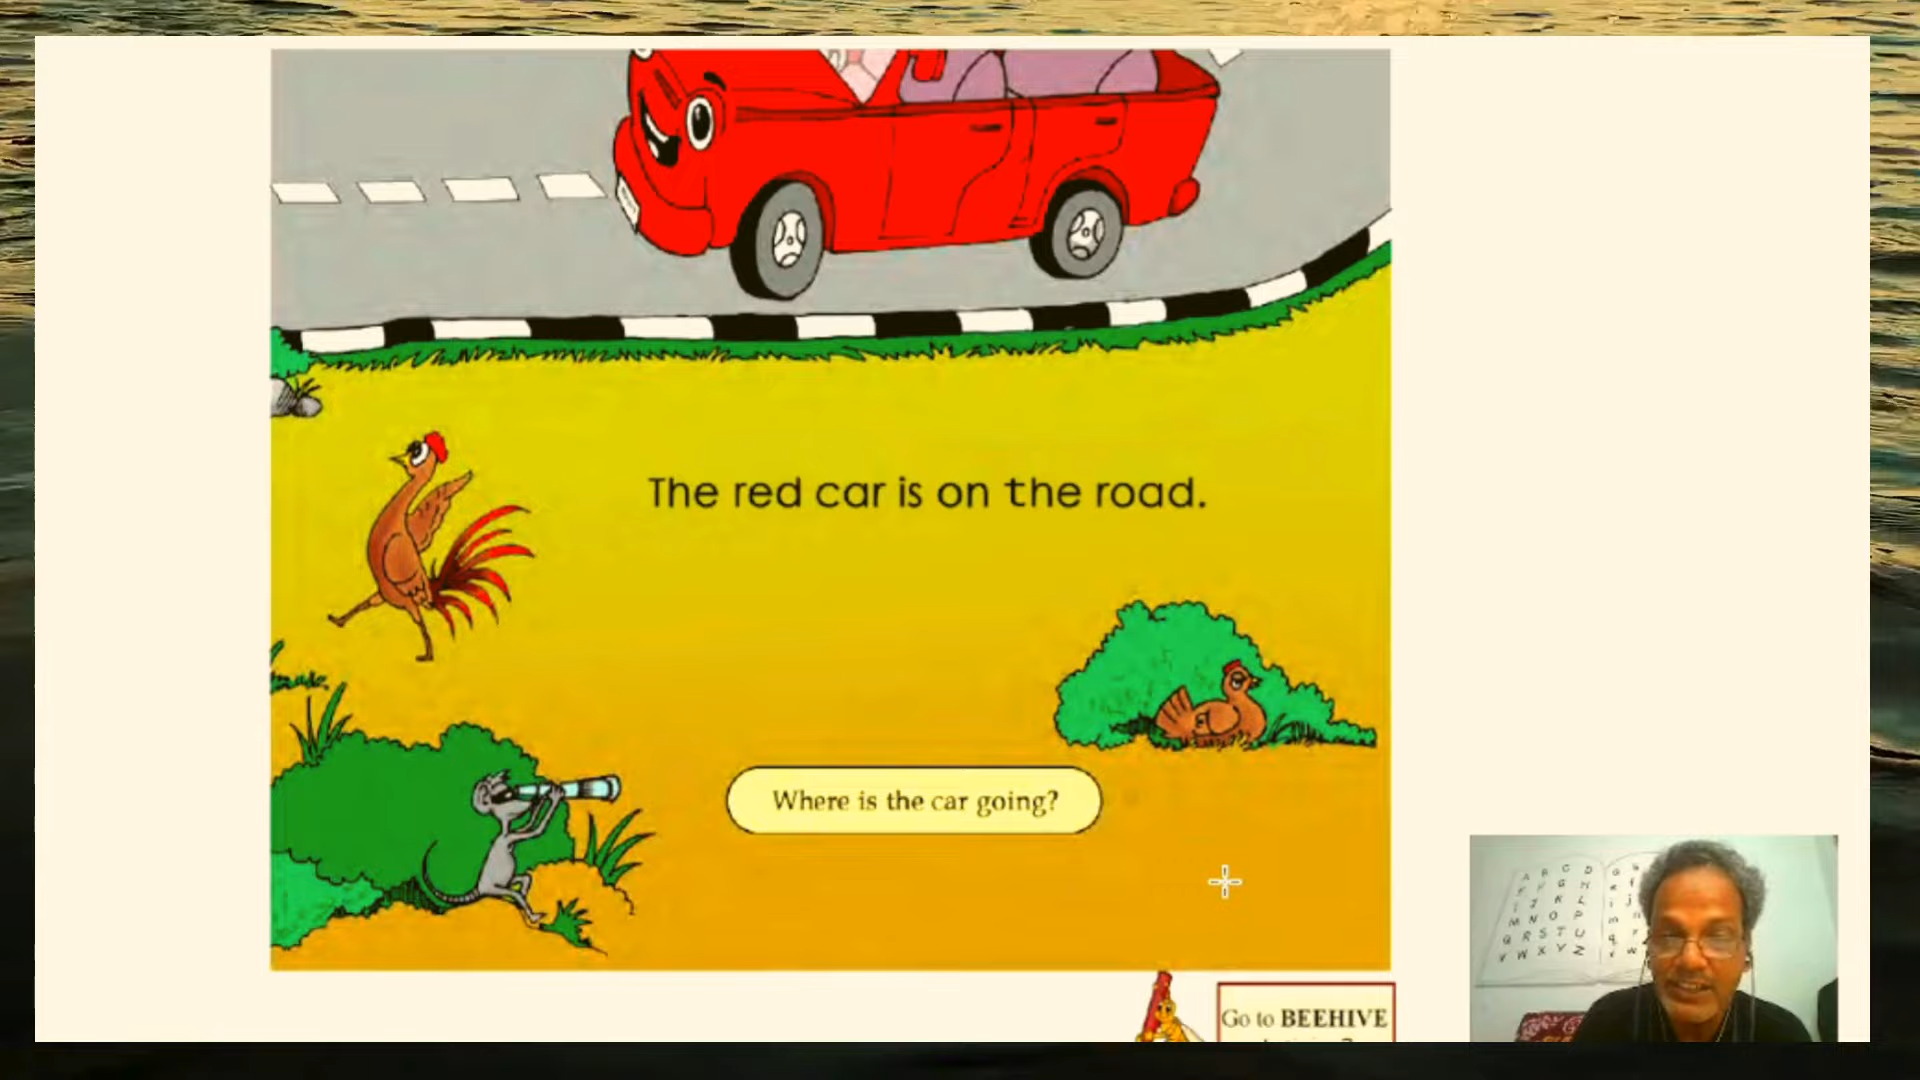 The red car is on the road.
Where is the car going?
Go to BEEHIVE
A B C D
G H
I J K L
M N O P
Q R S T U
V W X Y Z